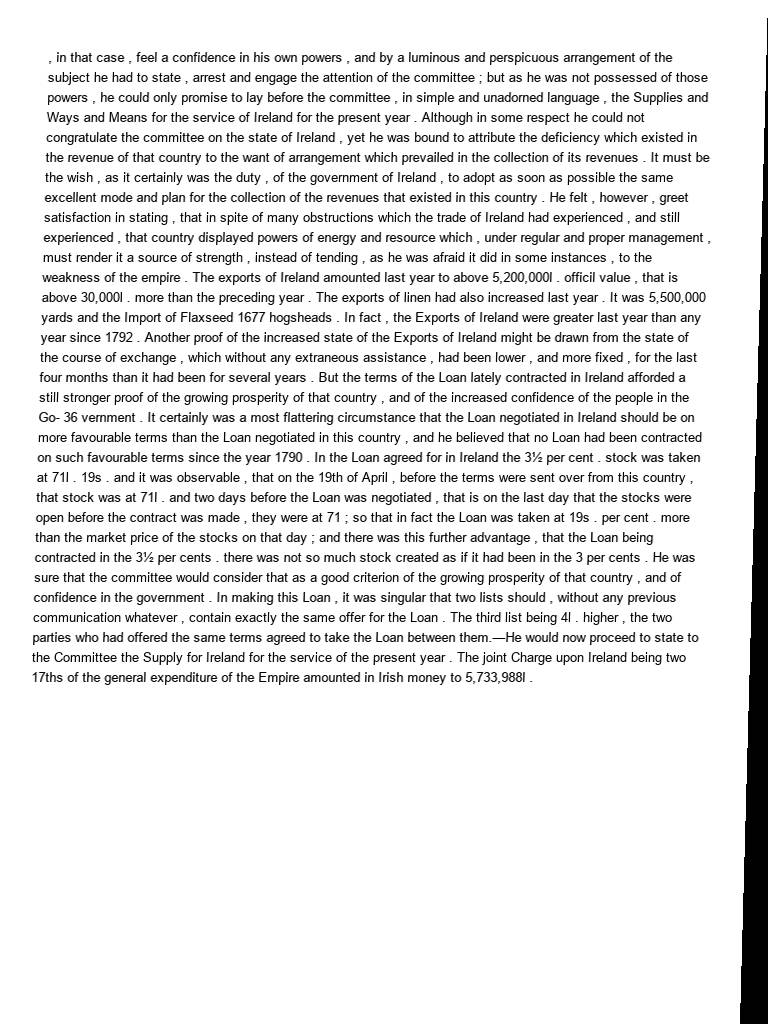 , in that case , feel a confidence in his own powers , and by a luminous and perspicuous arrangement of the
subject he had to state , arrest and engage the attention of the committee ; but as he was not possessed of those
powers , he could only promise to lay before the committee , in simple and unadorned language , the Supplies and
Ways and Means for the service of Ireland for the present year . Although in some respect he could not
congratulate the committee on the state of Ireland , yet he was bound to attribute the deficiency which existed in
the revenue of that country to the want of arrangement which prevailed in the collection of its revenues . It must be
the wish , as it certainly was the duty , of the government of Ireland , to adopt as soon as possible the same
excellent mode and plan for the collection of the revenues that existed in this country . He felt , however , greet
satisfaction in stating , that in spite of many obstructions which the trade of Ireland had experienced , and still
experienced , that country displayed powers of energy and resource which , under regular and proper management ,
must render it a source of strength , instead of tending , as he was afraid it did in some instances , to the
weakness of the empire . The exports of Ireland amounted last year to above 5,200,000l . officil value , that is
above 30,000l . more than the preceding year . The exports of linen had also increased last year . It was 5,500,000
yards and the Import of Flaxseed 1677 hogsheads . In fact , the Exports of Ireland were greater last year than any
year since 1792 . Another proof of the increased state of the Exports of Ireland might be drawn from the state of
the course of exchange , which without any extraneous assistance , had been lower , and more fixed , for the last
four months than it had been for several years . But the terms of the Loan lately contracted in Ireland afforded a
still stronger proof of the growing prosperity of that country , and of the increased confidence of the people in the
Go- 36 vernment . It certainly was a most flattering circumstance that the Loan negotiated in Ireland should be on
more favourable terms than the Loan negotiated in this country , and he believed that no Loan had been contracted
on such favourable terms since the year 1790 . In the Loan agreed for in Ireland the 3½ per cent . stock was taken
at 71l . 19s . and it was observable , that on the 19th of April , before the terms were sent over from this country ,
that stock was at 71l . and two days before the Loan was negotiated , that is on the last day that the stocks were
open before the contract was made , they were at 71 ; so that in fact the Loan was taken at 19s . per cent . more
than the market price of the stocks on that day ; and there was this further advantage , that the Loan being
contracted in the 3½ per cents . there was not so much stock created as if it had been in the 3 per cents . He was
sure that the committee would consider that as a good criterion of the growing prosperity of that country , and of
confidence in the government . In making this Loan , it was singular that two lists should , without any previous
communication whatever , contain exactly the same offer for the Loan . The third list being 4l . higher , the two
parties who had offered the same terms agreed to take the Loan between them.—He would now proceed to state to
the Committee the Supply for Ireland for the service of the present year . The joint Charge upon Ireland being two
17ths of the general expenditure of the Empire amounted in Irish money to 5,733,988l .